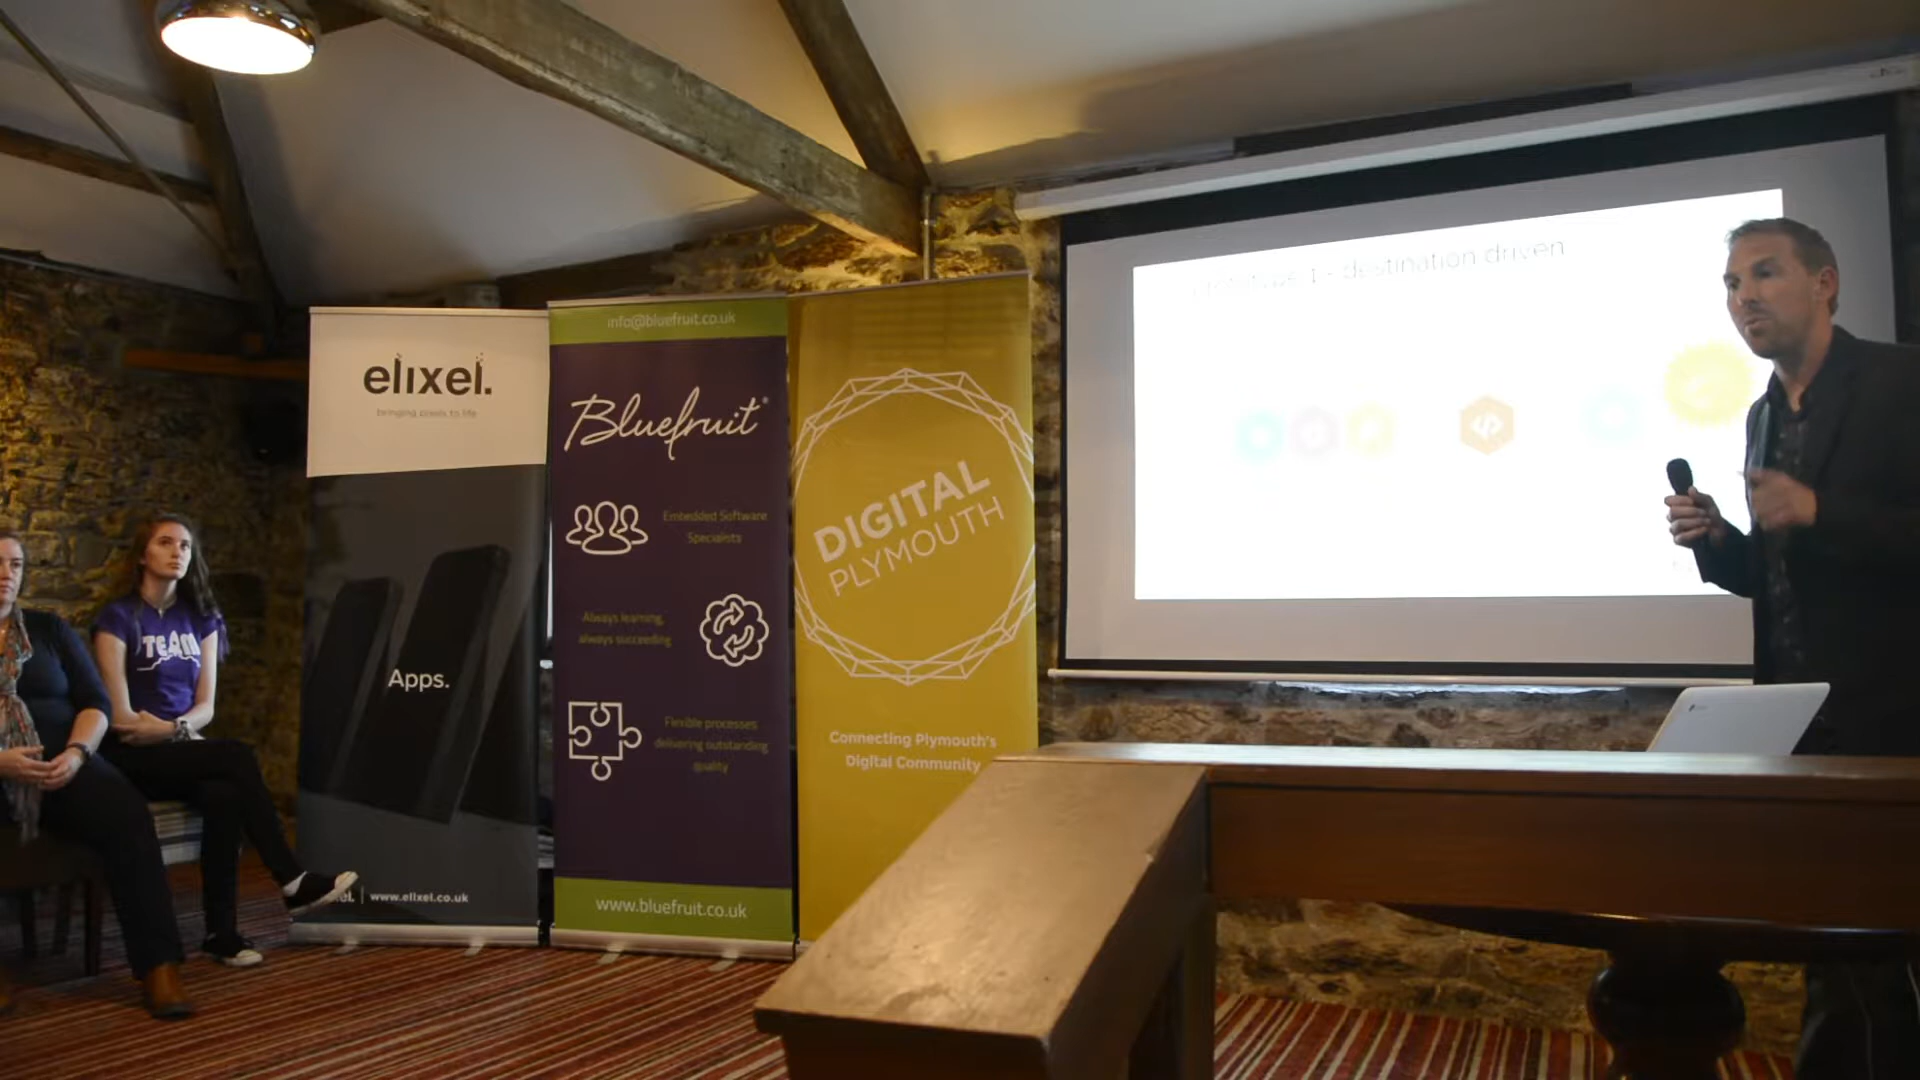 elixel.
bringing pixels to life
Apps.
el. | www.elixel.co.uk
info@bluefruit.co.uk
Bluefruit®
Embedded Software
Specialists
Always learning,
always succeeding
Flexible processes
delivering outstanding
quality
www.bluefruit.co.uk
DIGITAL
PLYMOUTH
Connecting Plymouth's
Digital Community
1 - destination driven
TEAM